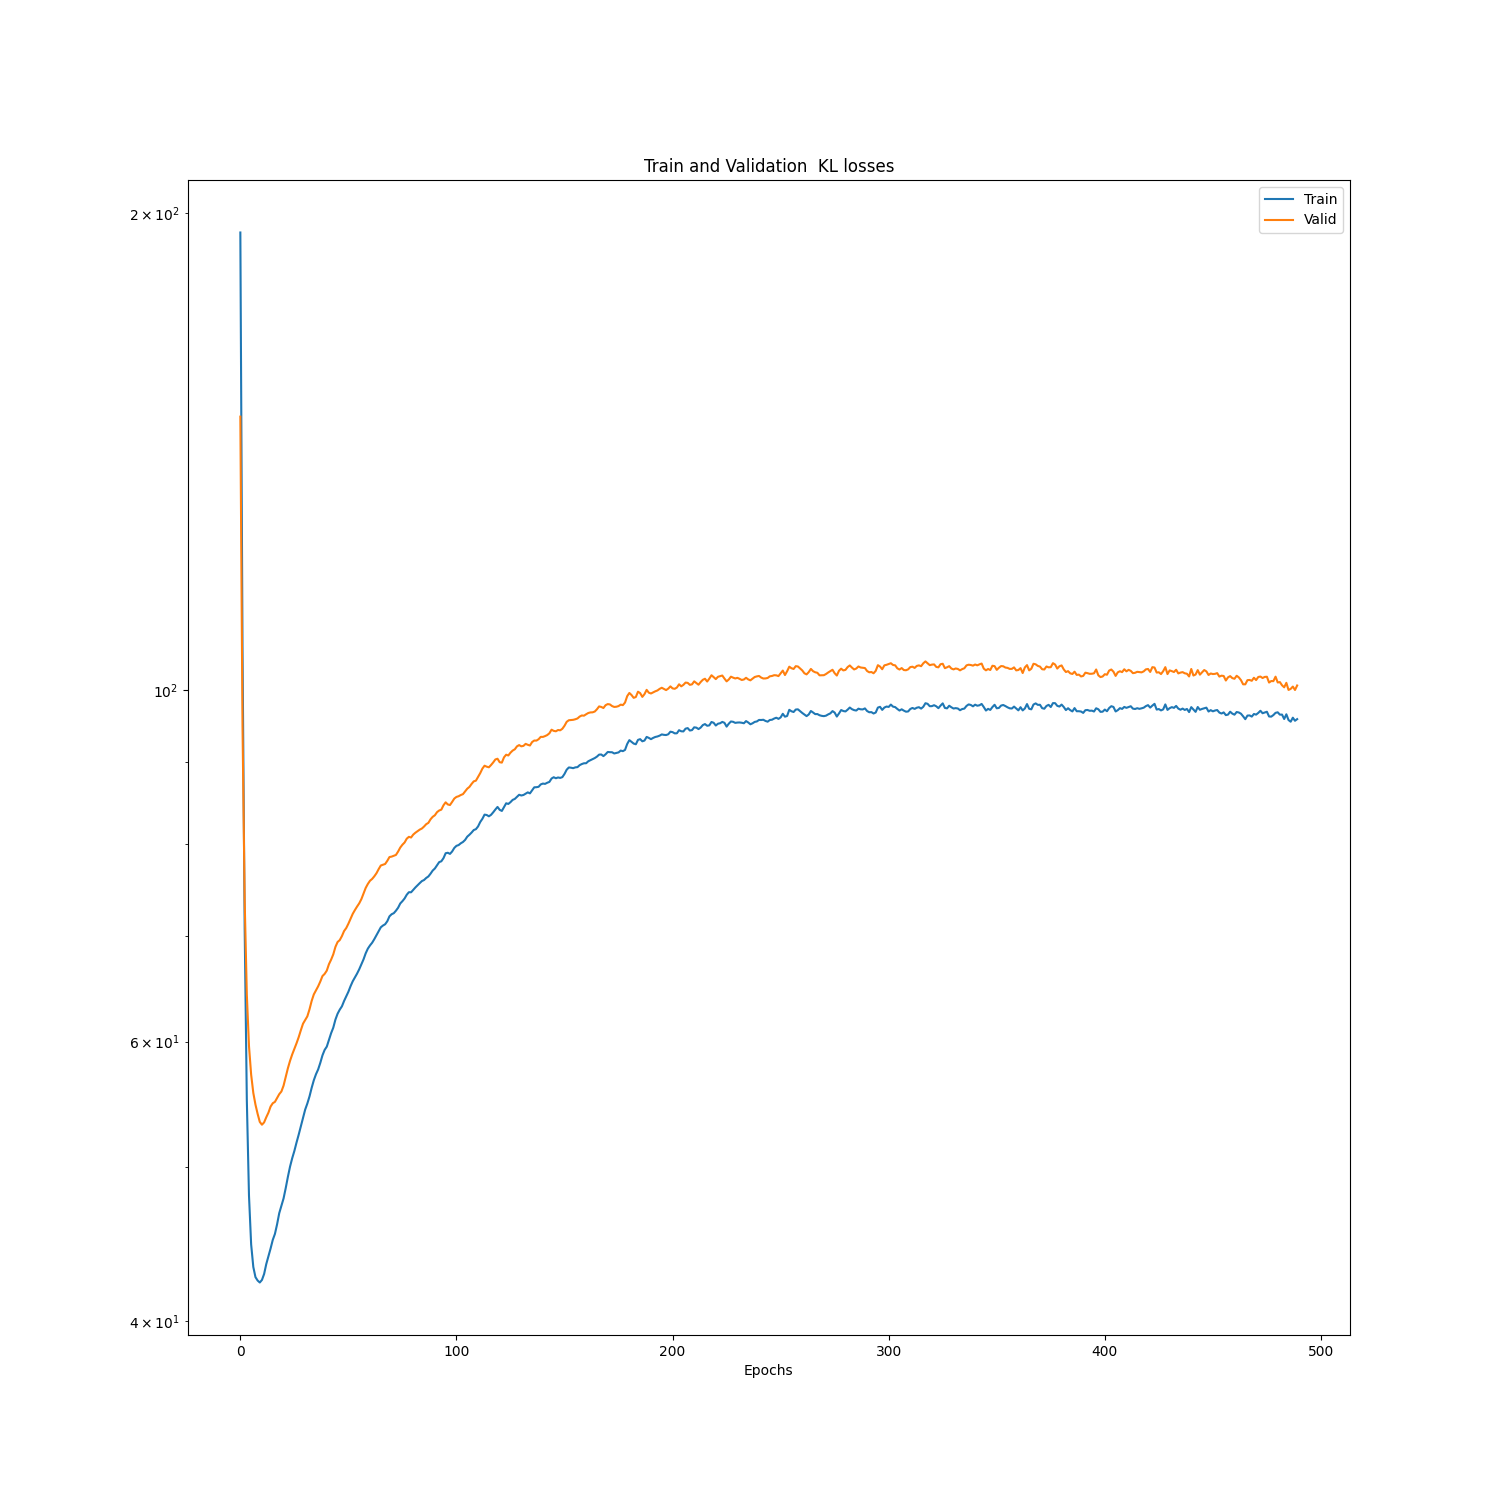 Train and Validation  KL losses
Train
Valid
2 × 10²
10²
6 × 10¹
4 × 10¹
0 100 200 300 400 500
Epochs